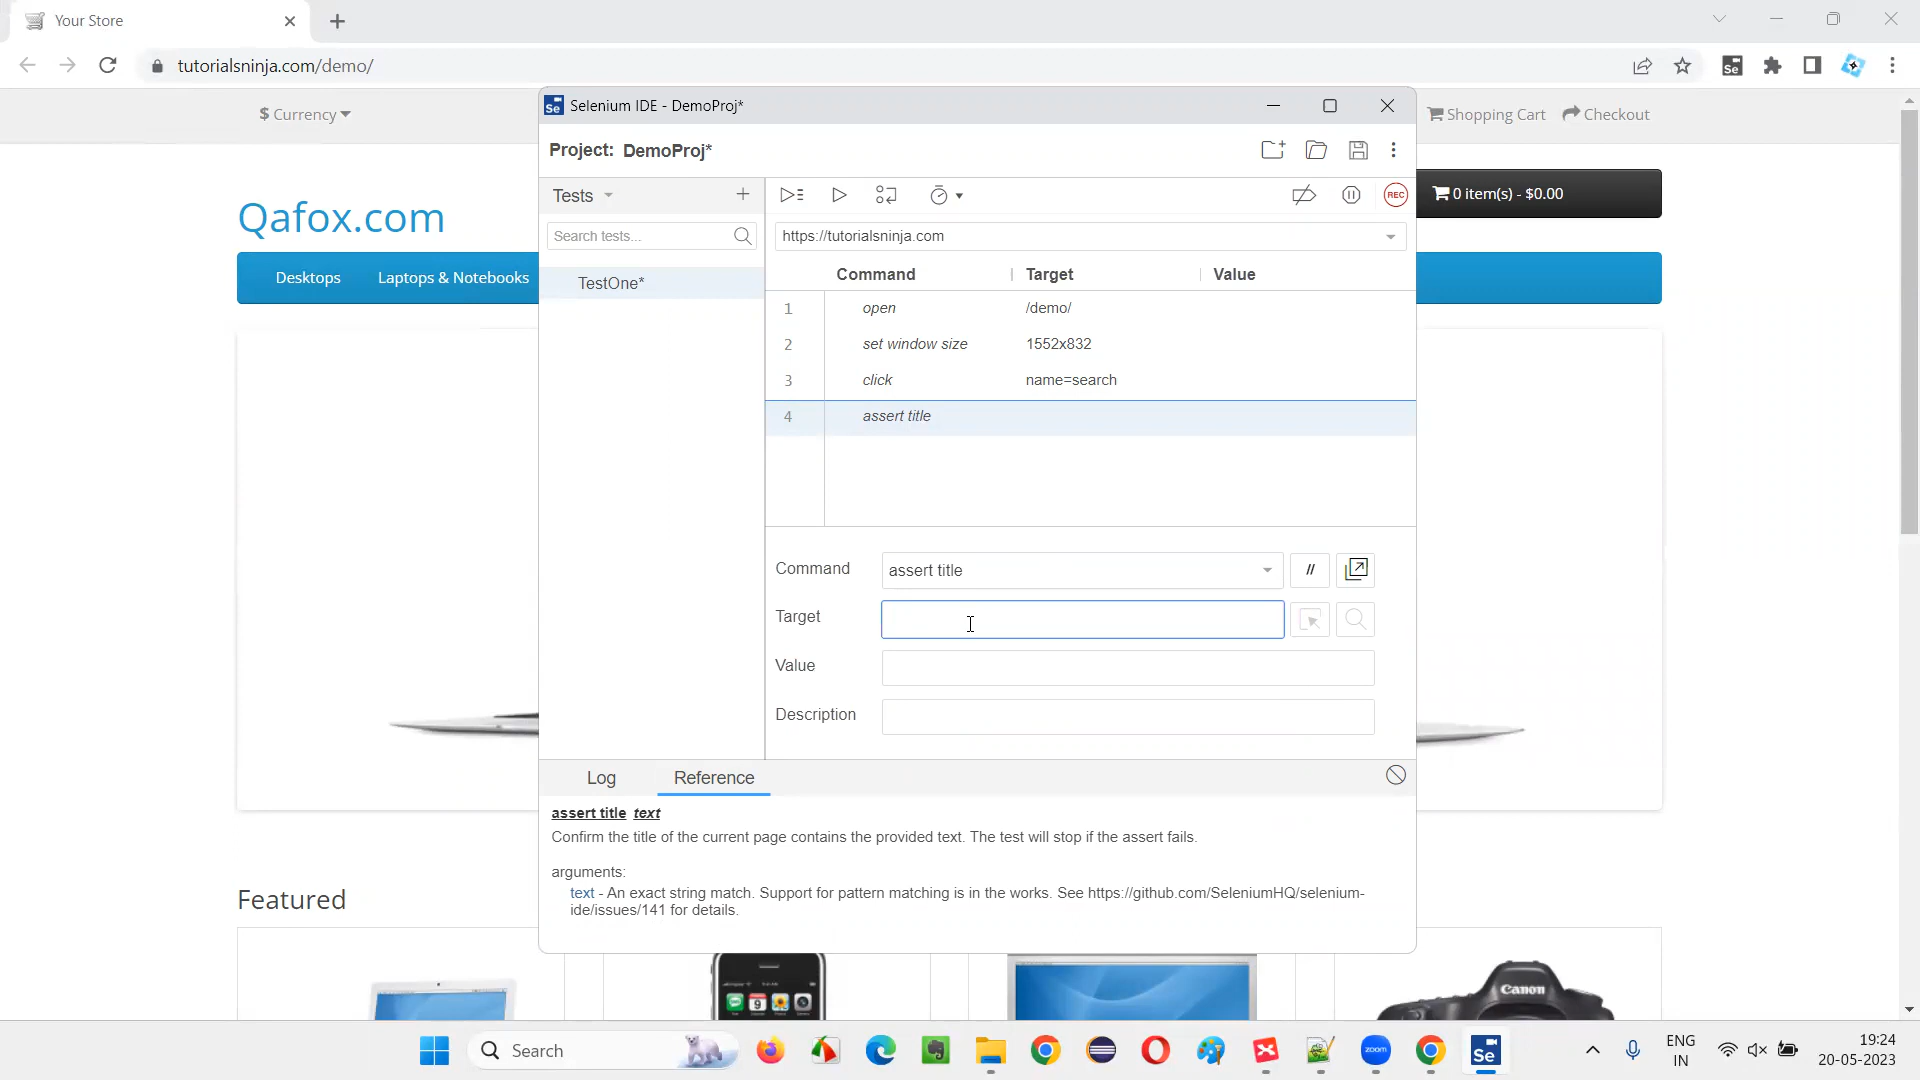 Your Store
tutorialsninja.com/demo/
Se
$ Currency
Selenium IDE - DemoProj*
Shopping Cart
Checkout
Project: DemoProj*
Tests
REC
0 item(s) - $0.00
Qafox.com
Search tests...
https://tutorialsninja.com
Desktops
Laptops & Notebooks
TestOne*
Command
Target
Value
1
open
/demo/
2
set window size
1552x832
3
click
name=search
4
assert title
Command
assert title
//
Target
Value
Description
Log
Reference
assert title text
Confirm the title of the current page contains the provided text. The test will stop if the assert fails.
arguments:
text - An exact string match. Support for pattern matching is in the works. See https://github.com/SeleniumHQ/selenium-
ide/issues/141 for details.
Featured
Canon
Search
zoom
Se
ENG
IN
19:24
20-05-2023